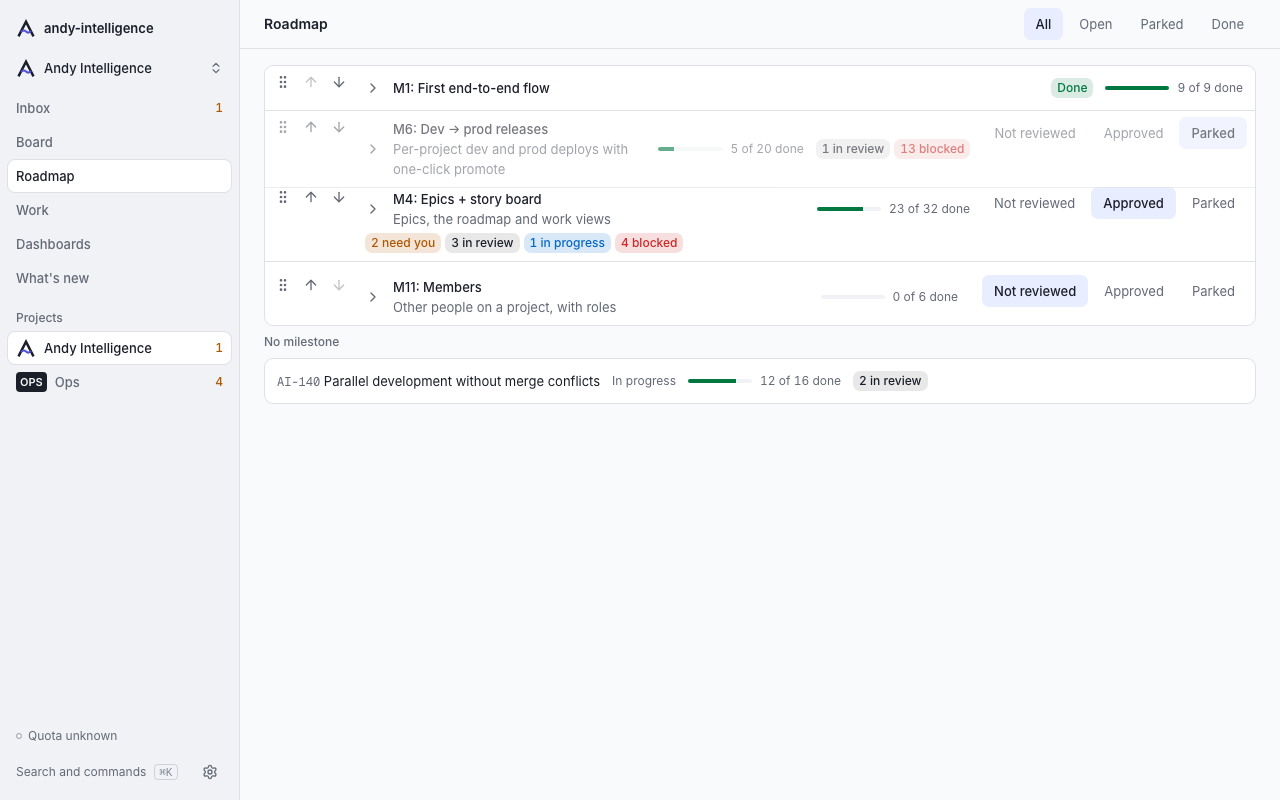 andy-intelligence
Andy Intelligence
Inbox 1
Board
Roadmap
Work
Dashboards
What's new
Projects
Andy Intelligence 1
OPS Ops 4
Quota unknown
Search and commands ⌘K
Roadmap
All Open Parked Done
M1: First end-to-end flow Done 9 of 9 done
M6: Dev → prod releases
Per-project dev and prod deploys with
one-click promote
5 of 20 done 1 in review 13 blocked Not reviewed Approved Parked
M4: Epics + story board
Epics, the roadmap and work views
23 of 32 done Not reviewed Approved Parked
2 need you 3 in review 1 in progress 4 blocked
M11: Members
Other people on a project, with roles
0 of 6 done Not reviewed Approved Parked
No milestone
AI-140 Parallel development without merge conflicts In progress 12 of 16 done 2 in review